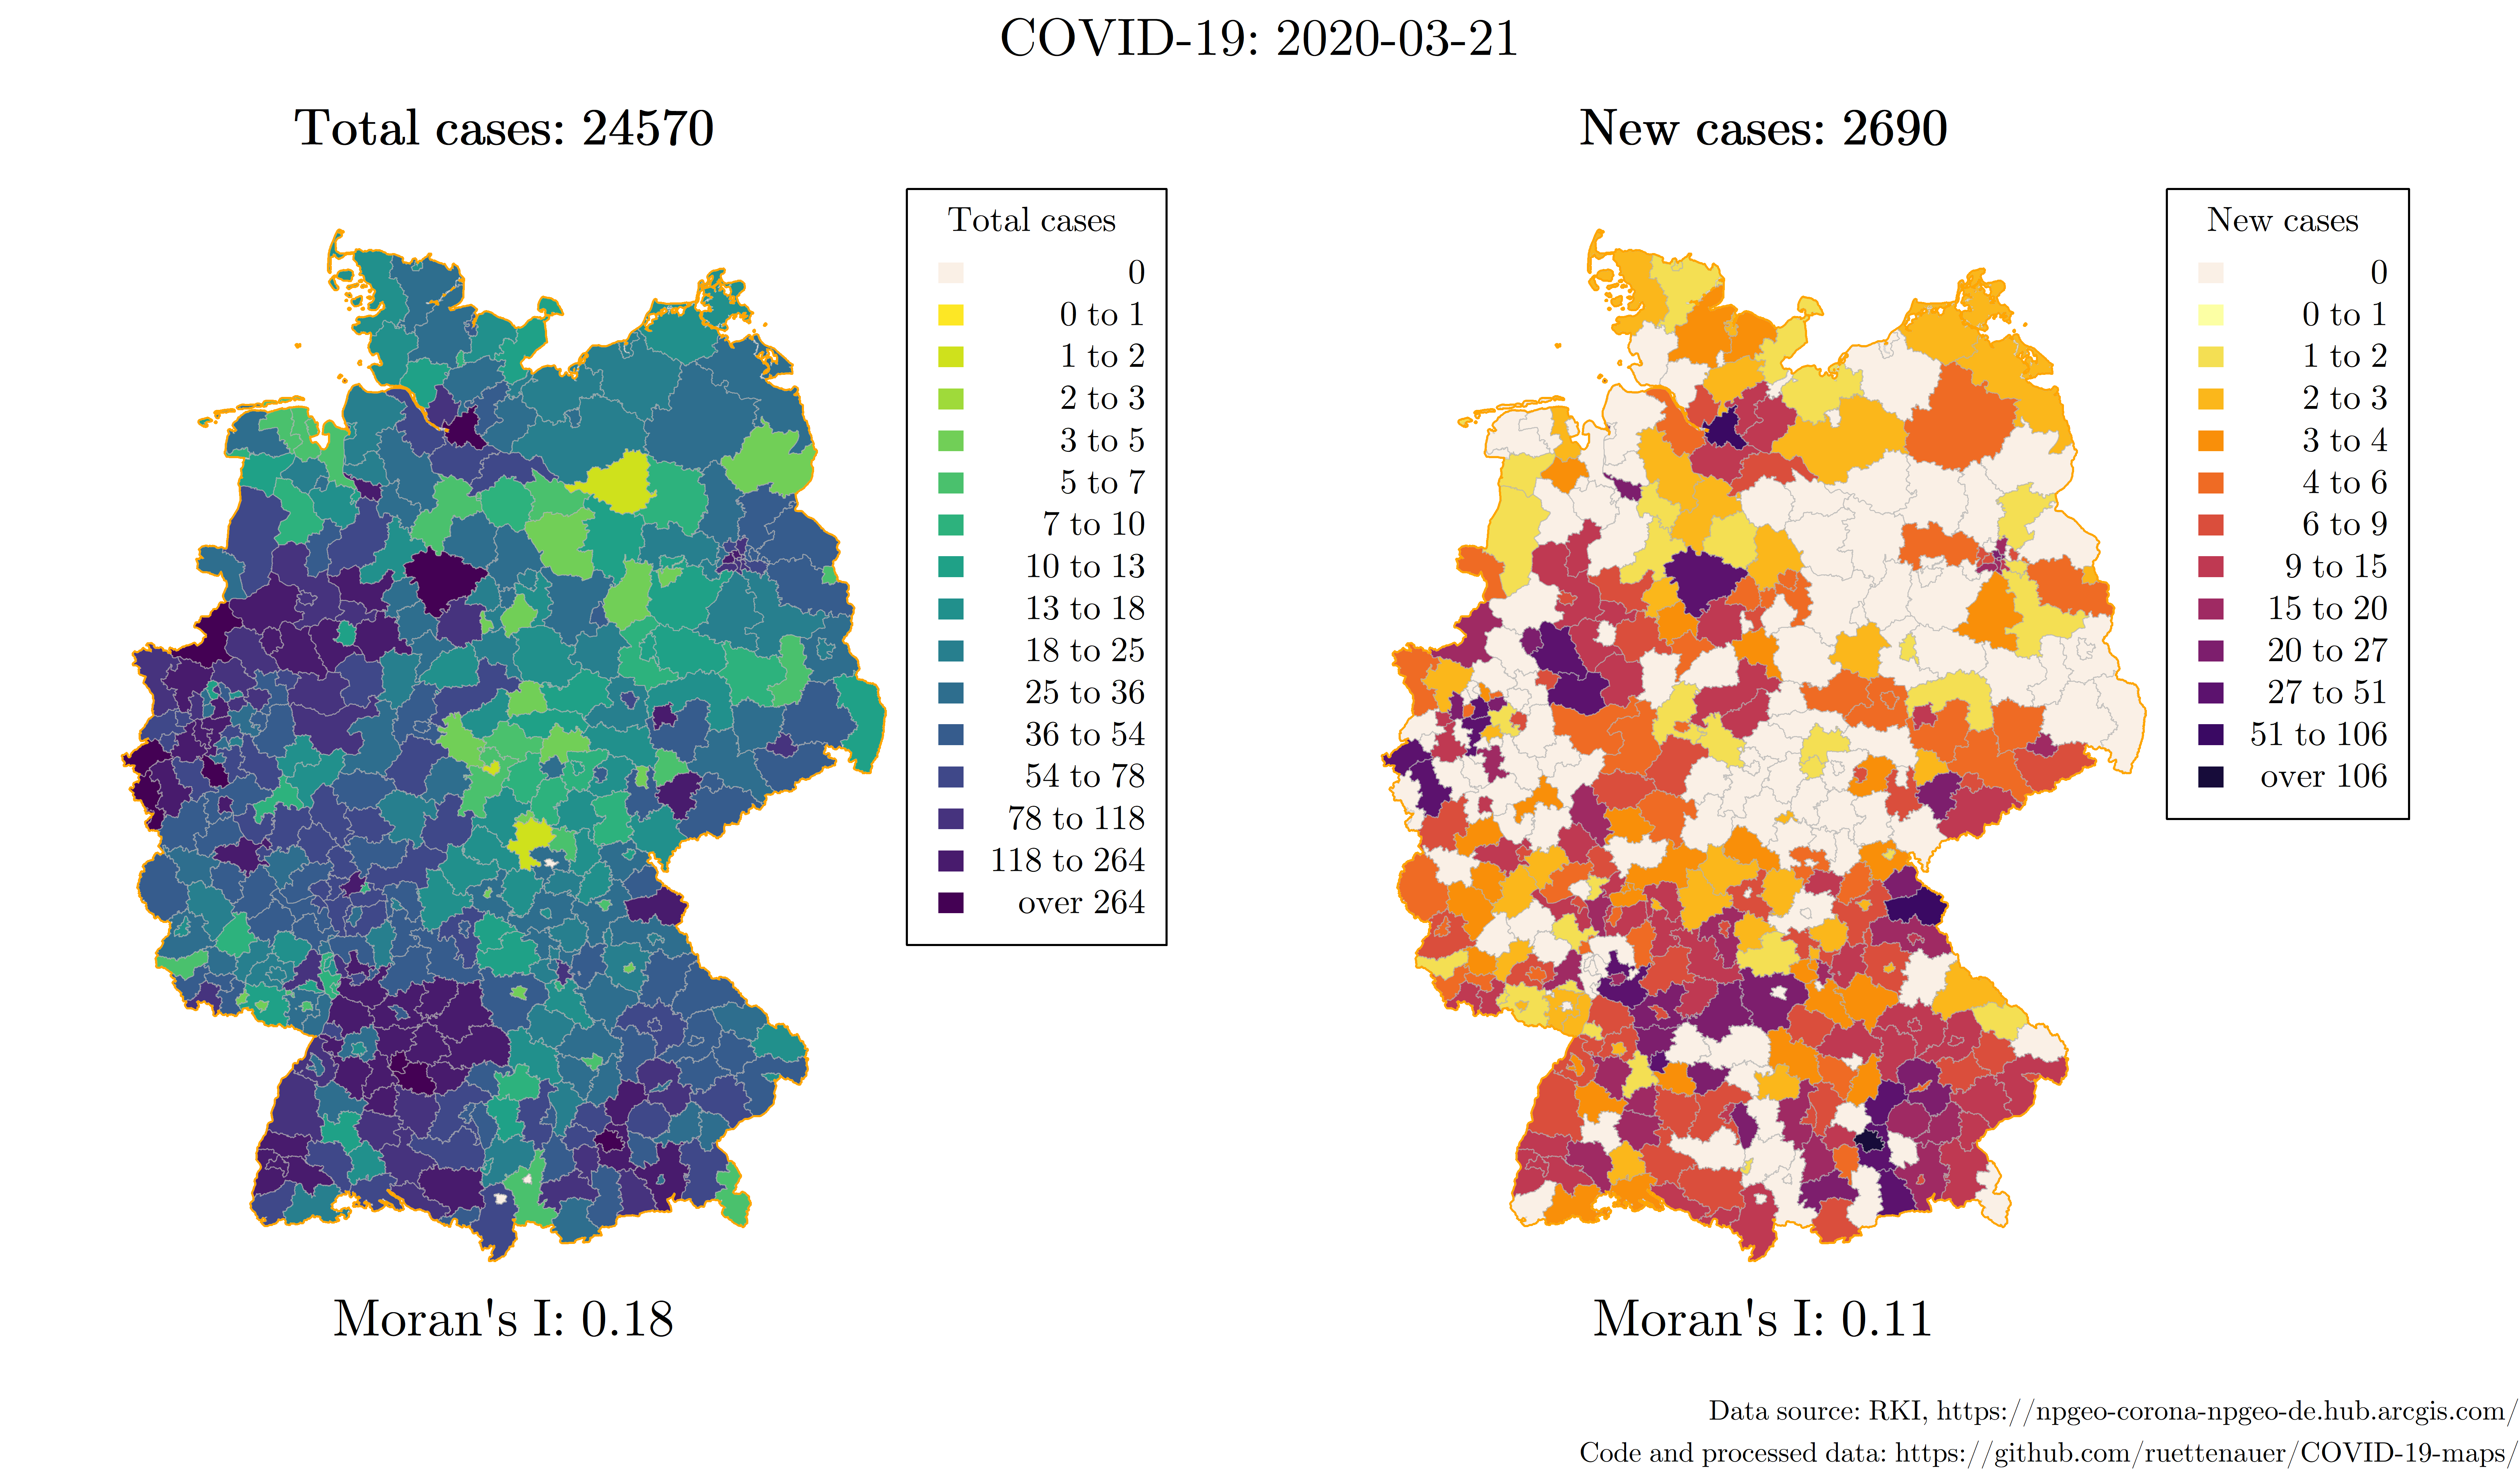 COVID-19: 2020-03-21
Total cases: 24570
Total cases
0
0 to 1
1 to 2
2 to 3
3 to 5
5 to 7
7 to 10
10 to 13
13 to 18
18 to 25
25 to 36
36 to 54
54 to 78
78 to 118
118 to 264
over 264
Moran's I: 0.18
New cases: 2690
New cases
0
0 to 1
1 to 2
2 to 3
3 to 4
4 to 6
6 to 9
9 to 15
15 to 20
20 to 27
27 to 51
51 to 106
over 106
Moran's I: 0.11
Data source: RKI, https://npgeo-corona-npgeo-de.hub.arcgis.com/
Code and processed data: https://github.com/ruettenauer/COVID-19-maps/